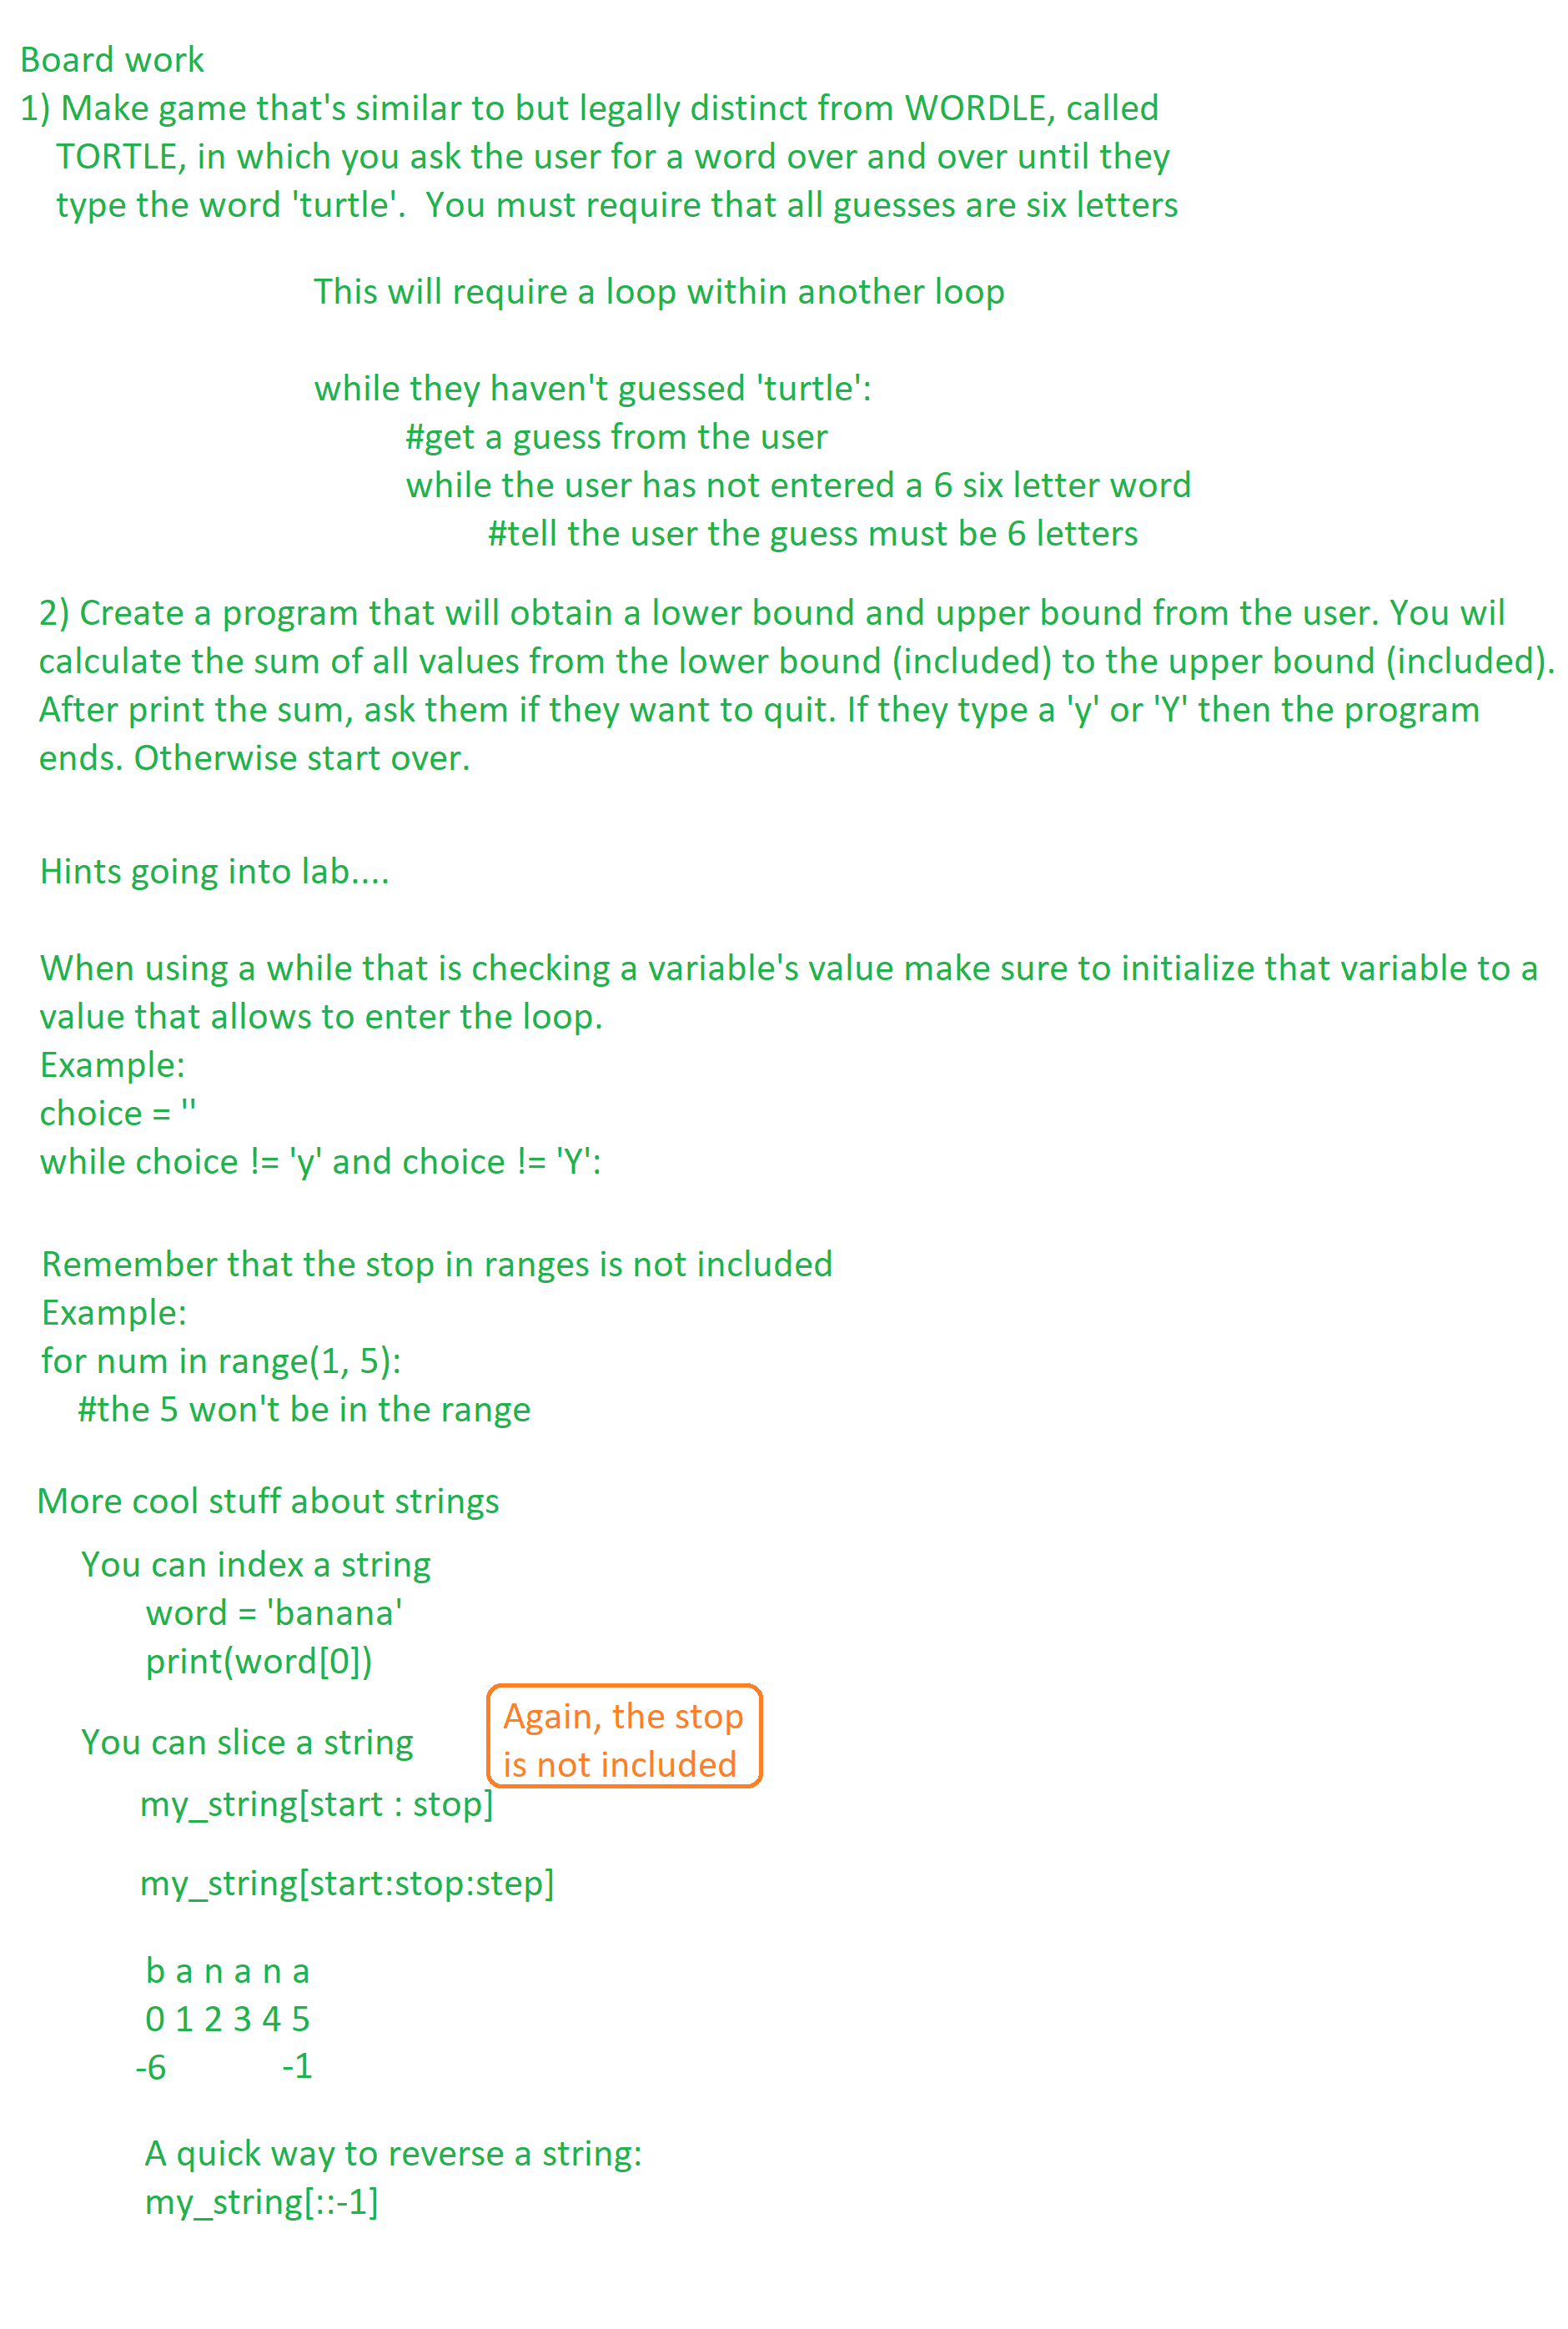 Board work
1) Make game that's similar to but legally distinct from WORDLE, called
TORTLE, in which you ask the user for a word over and over until they
type the word 'turtle'.  You must require that all guesses are six letters
This will require a loop within another loop
while they haven't guessed 'turtle':
#get a guess from the user
while the user has not entered a 6 six letter word
#tell the user the guess must be 6 letters
2) Create a program that will obtain a lower bound and upper bound from the user. You wil
calculate the sum of all values from the lower bound (included) to the upper bound (included).
After print the sum, ask them if they want to quit. If they type a 'y' or 'Y' then the program
ends. Otherwise start over.
Hints going into lab....
When using a while that is checking a variable's value make sure to initialize that variable to a
value that allows to enter the loop.
Example:
choice = ''
while choice != 'y' and choice != 'Y':
Remember that the stop in ranges is not included
Example:
for num in range(1, 5):
#the 5 won't be in the range
More cool stuff about strings
You can index a string
word = 'banana'
print(word[0])
Again, the stop
is not included
You can slice a string
my_string[start : stop]
my_string[start:stop:step]
b a n a n a
0 1 2 3 4 5
-6 -1
A quick way to reverse a string:
my_string[::-1]